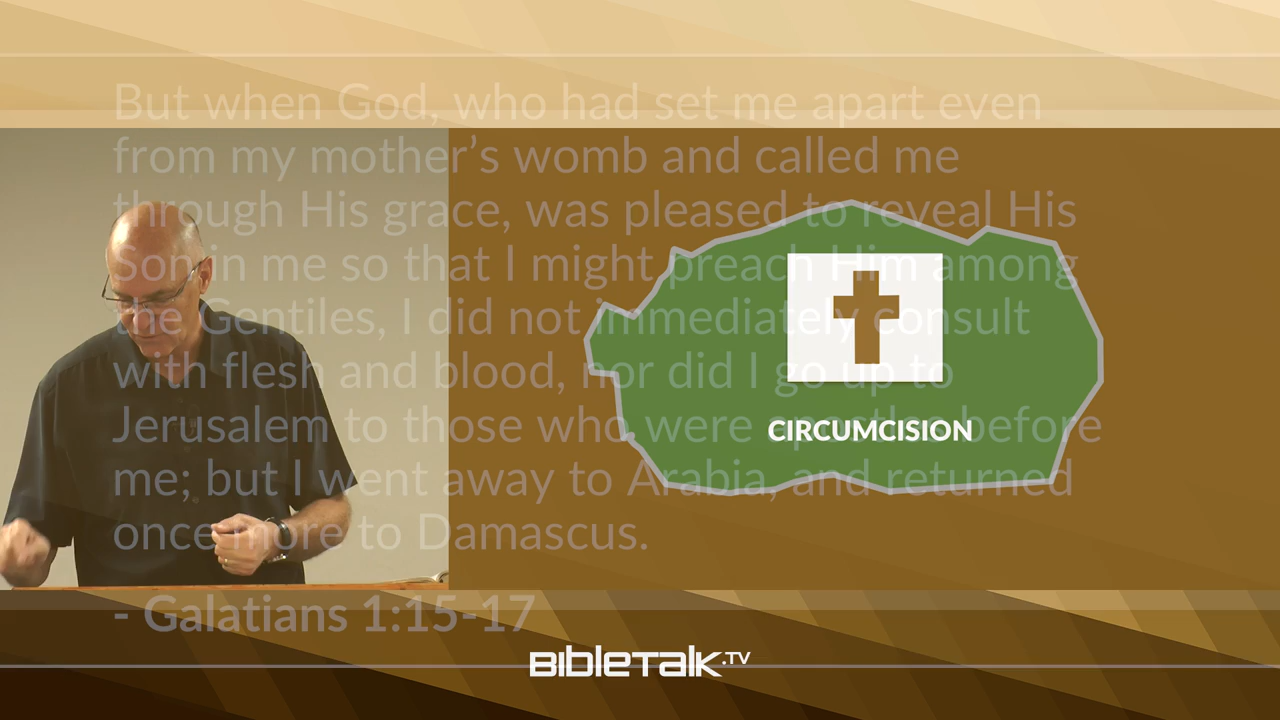 But when God, who had set me apart even
from my mother's womb and called me
through His grace, was pleased to reveal His
Son in me so that I might preach Him among
the Gentiles, I did not immediately consult
with flesh and blood, nor did I go up to
Jerusalem to those who were apostles before
me; but I went away to Arabia, and returned
once more to Damascus.
- Galatians 1:15-17
CIRCUMCISION
BIBLETALK.TV